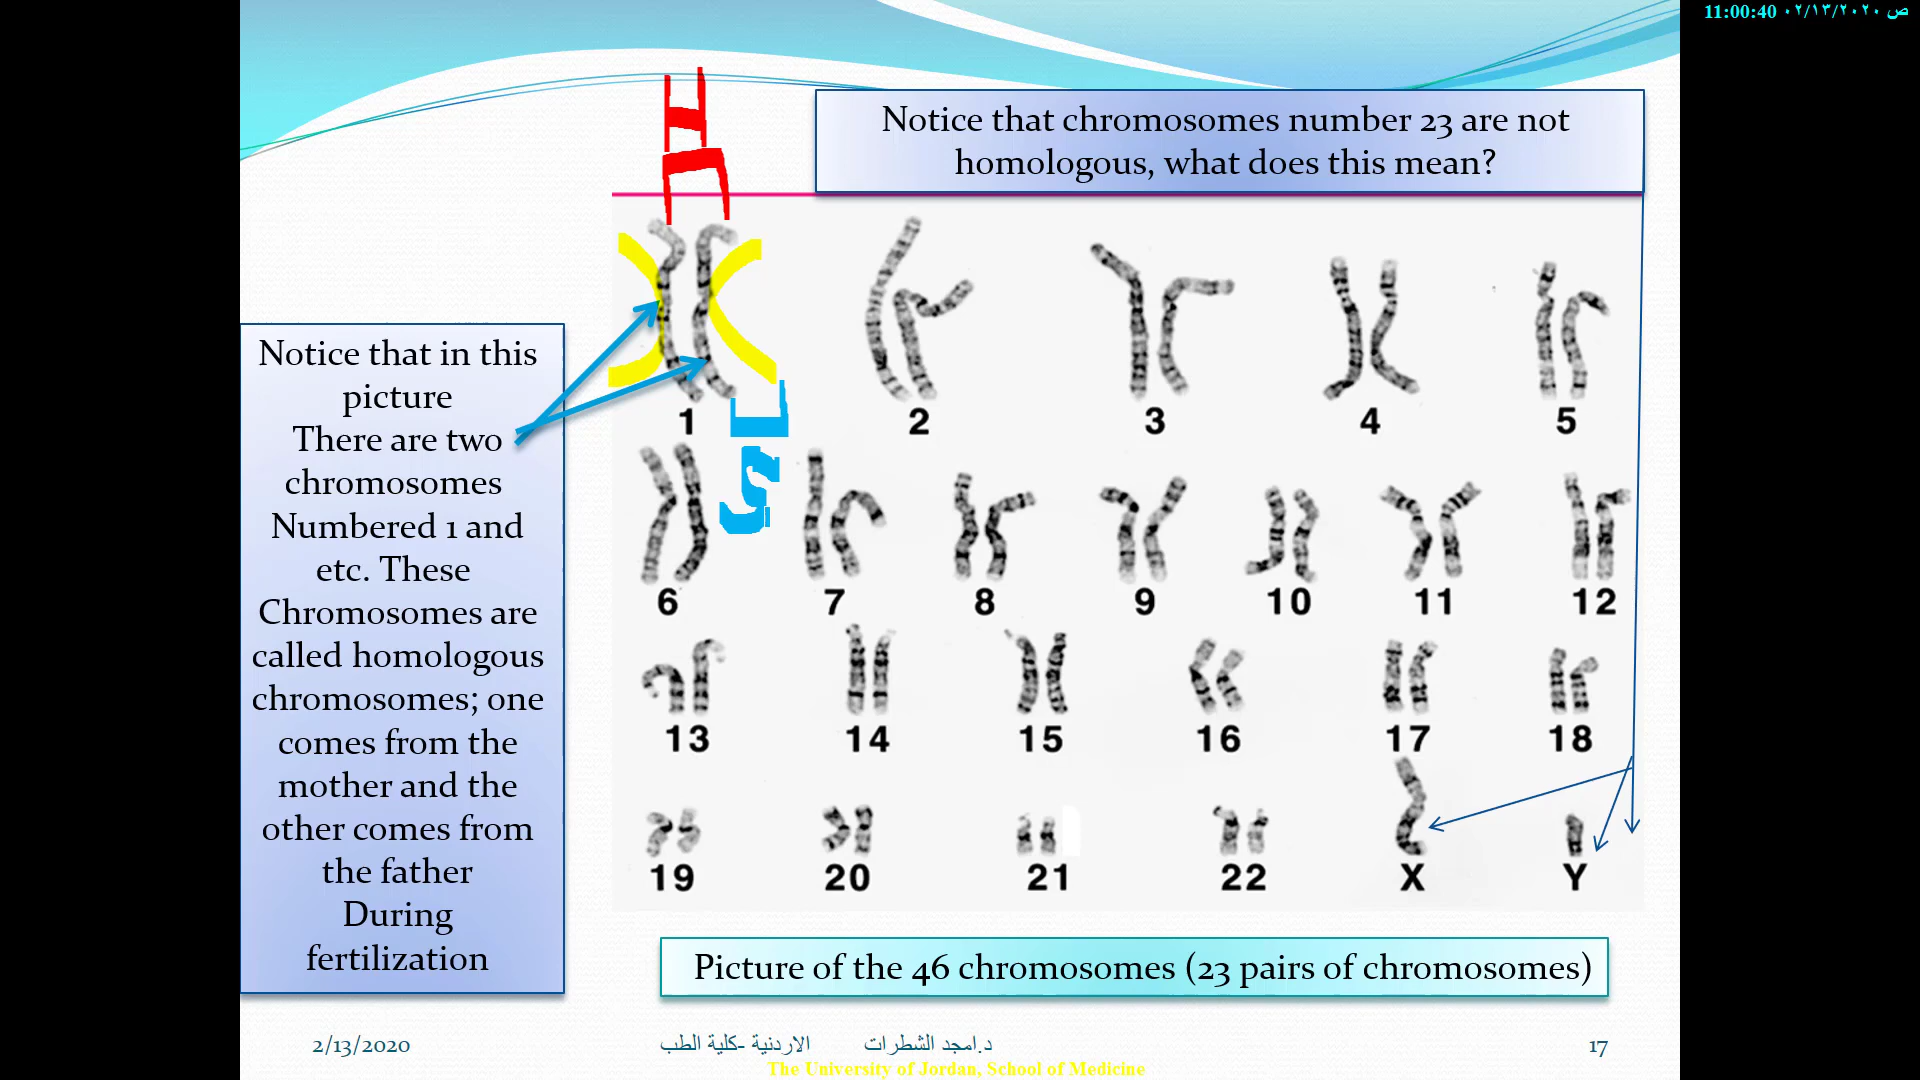 11:00:40 ٠٢/١٣/٢٠٢٠ ص
Notice that chromosomes number 23 are not
homologous, what does this mean?
Notice that in this
picture
There are two
chromosomes
Numbered 1 and
etc. These
Chromosomes are
called homologous
chromosomes; one
comes from the
mother and the
other comes from
the father
During
fertilization
1 2 3 4 5
6 7 8 9 10 11 12
13 14 15 16 17 18
19 20 21 22 X Y
Picture of the 46 chromosomes (23 pairs of chromosomes)
2/13/2020
د.امجد الشطرات الاردنية -كلية الطب
17
The University of Jordan, School of Medicine